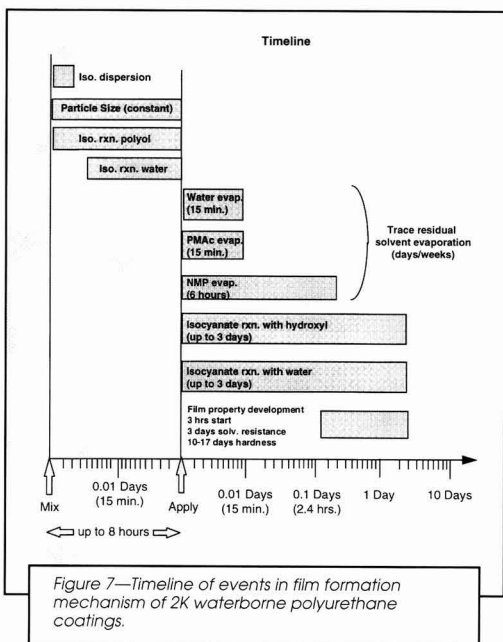 Timeline
Iso. dispersion
Particle Size (constant)
Iso. rxn. polyol
Iso. rxn. water
Water evap.
(15 min.)
PMAc evap.
(15 min.)
NMP evap.
(6 hours)
Trace residual
solvent evaporation
(days/weeks)
Isocyanate rxn. with hydroxyl
(up to 3 days)
Isocyanate rxn. with water
(up to 3 days)
Film property development
3 hrs start
3 days solv. resistance
10-17 days hardness
Mix
0.01 Days
(15 min.)
Apply
0.01 Days
(15 min.)
0.1 Days
(2.4 hrs.)
1 Day
10 Days
up to 8 hours
Figure 7—Timeline of events in film formation
mechanism of 2K waterborne polyurethane
coatings.